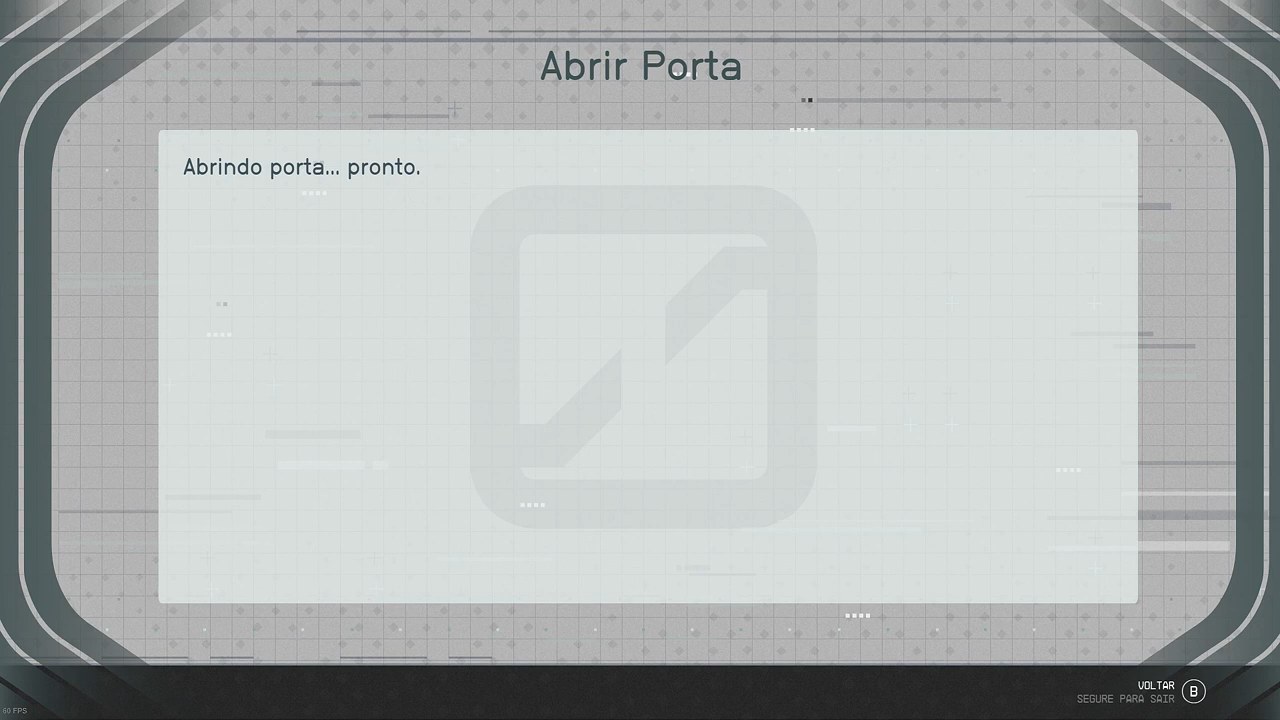 Abrir Porta
Abrindo porta... pronto.
VOLTAR
SEGURE PARA SAIR
B
60 FPS